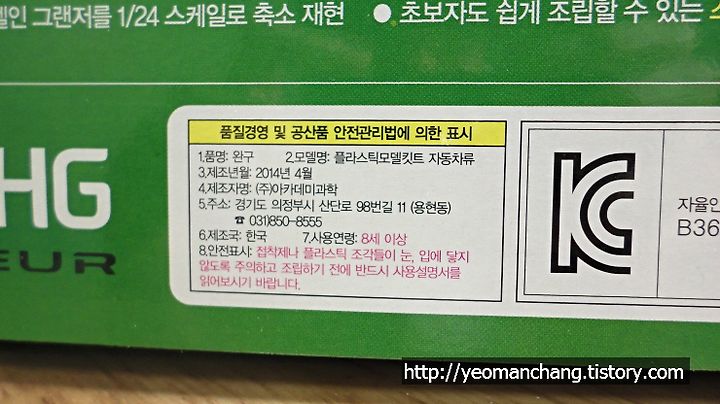 델인 그랜저를 1/24 스케일로 축소 재현
● 초보자도 쉽게 조립할 수 있는
HG
EUR
품질경영 및 공산품 안전관리법에 의한 표시
1.품명: 완구 2.모델명: 플라스틱모델킷트 자동차류
3.제조년월: 2014년 4월
4.제조자명: (주)아카데미과학
5.주소: 경기도 의정부시 산단로 98번길 11 (용현동)
☎ 031)850-8555
6.제조국: 한국 7.사용연령: 8세 이상
8.안전표시: 접착제나 플라스틱 조각들이 눈, 입에 닿지
않도록 주의하고 조립하기 전에 반드시 사용설명서를
읽어보시기 바랍니다.
KC
자율안
B36
http://yeomanchang.tistory.com